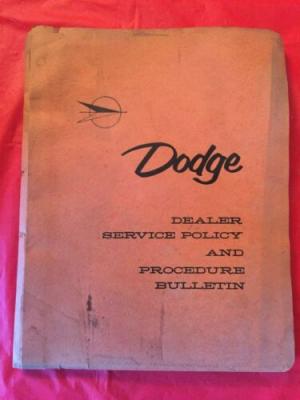 Dodge
DEALER
SERVICE POLICY
AND
PROCEDURE
BULLETIN